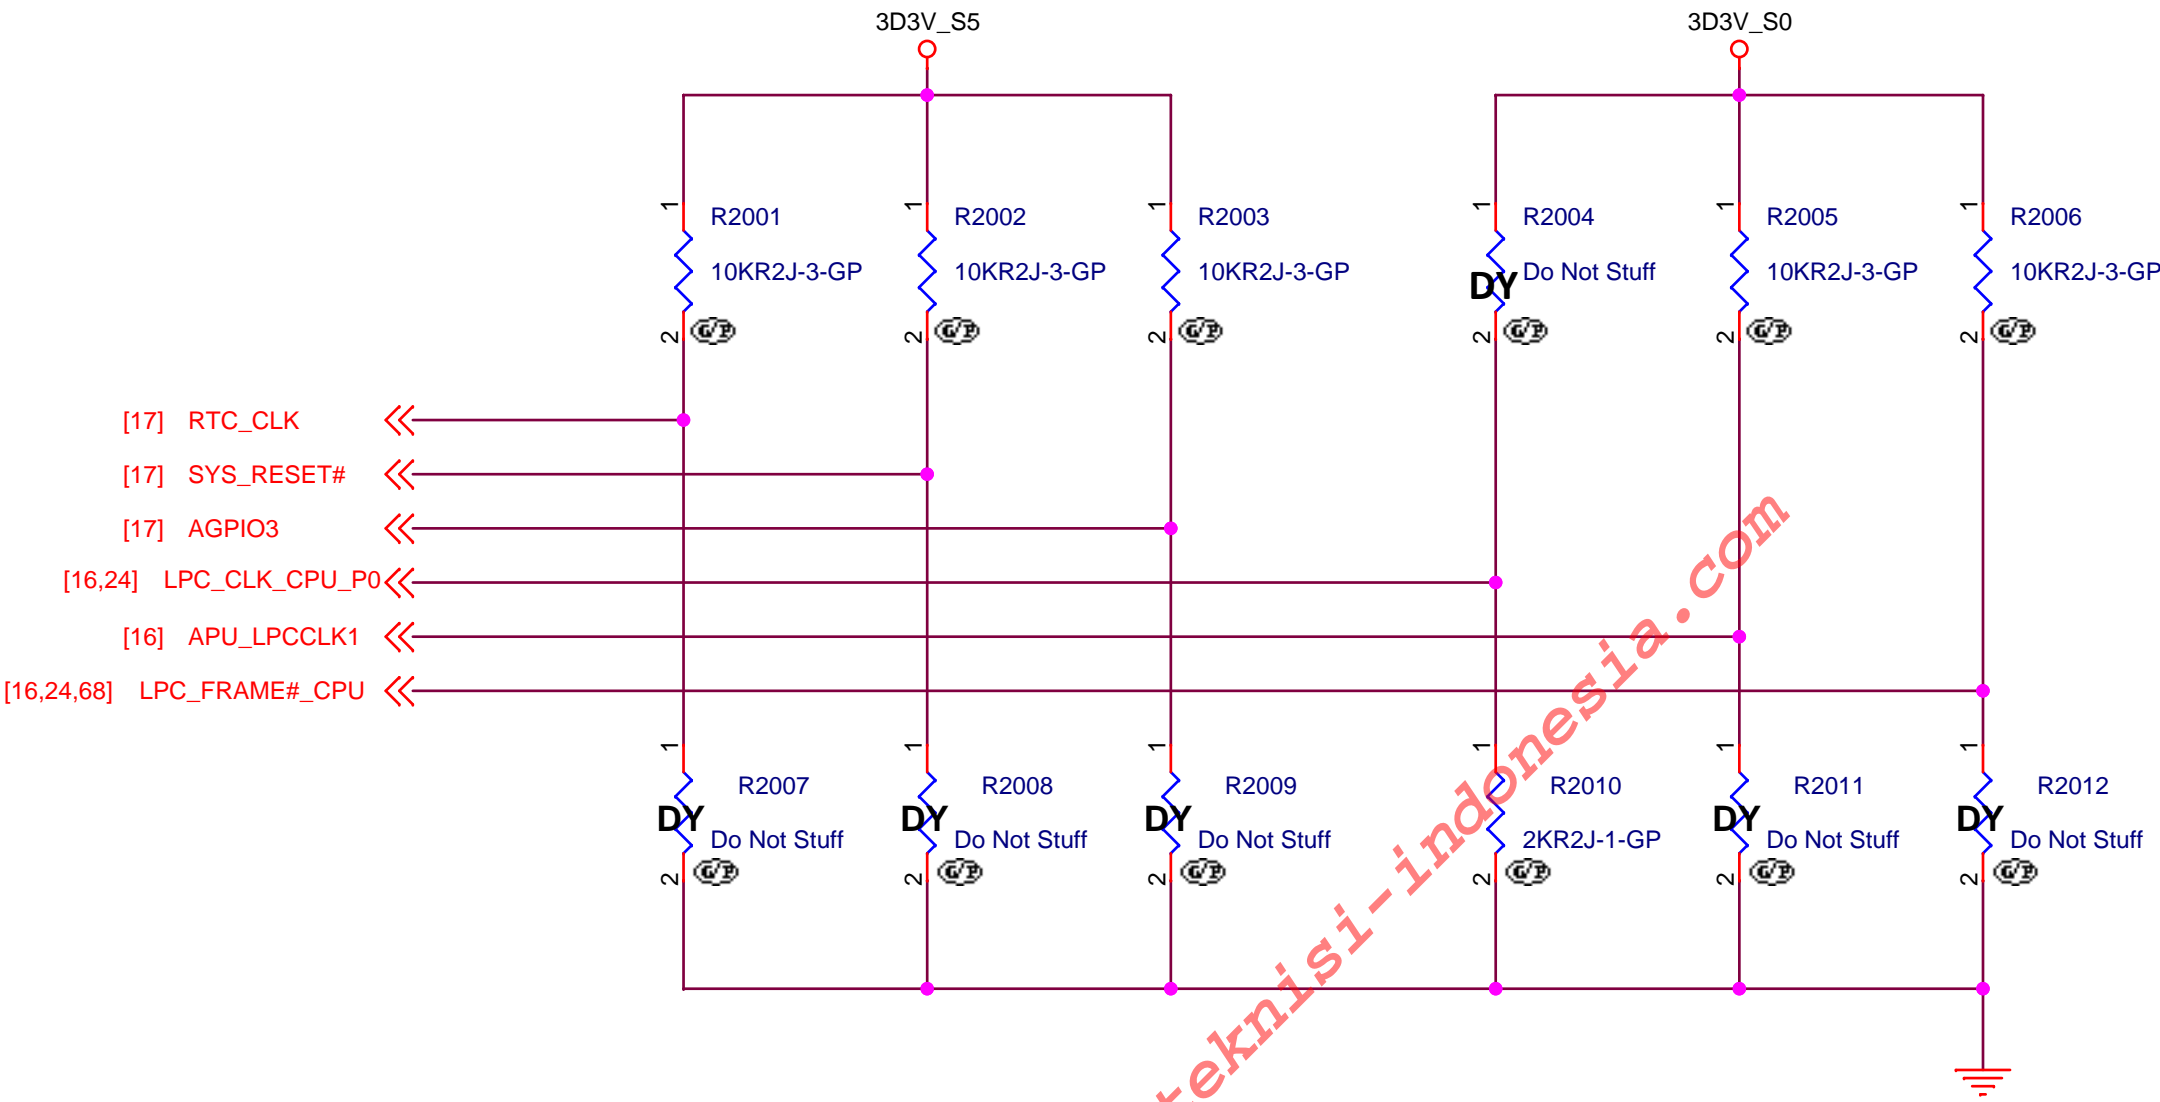 3D3V_S5 3D3V_S0
1 1 1 1 1 1
R2001 R2002 R2003 R2004 R2005 R2006
10KR2J-3-GP 10KR2J-3-GP 10KR2J-3-GP DY Do Not Stuff 10KR2J-3-GP 10KR2J-3-GP
2 G/P 2 G/P 2 G/P 2 G/P 2 G/P 2 G/P
[17] RTC_CLK
[17] SYS_RESET#
[17] AGPIO3
[16,24] LPC_CLK_CPU_P0
[16] APU_LPCCLK1
[16,24,68] LPC_FRAME#_CPU
1 1 1 1 1 1
R2007 R2008 R2009 R2010 R2011 R2012
DY Do Not Stuff DY Do Not Stuff DY Do Not Stuff 2KR2J-1-GP DY Do Not Stuff DY Do Not Stuff
2 G/P 2 G/P 2 G/P 2 G/P 2 G/P 2 G/P
teknisi-indonesia.com